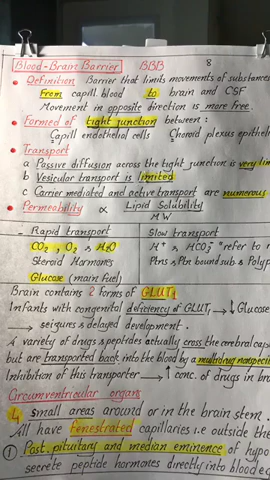 Blood-Brain Barrier BBB 8
Definition Barrier that limits movements of substances
From capill. blood to brain and CSF
Movement in opposite direction is more free.
Formed of tight junction between:
Capill endothelial cells Choroid plexus
Transport
a Passive diffusion across the tight junction is very
b Vesicular transport is limited
c Carrier mediated and active transport are numerous
Permeability ∝ Lipid Solubility
MW
Rapid transport Slow transport
CO2, O2 & H2O H+ & HCO3- *refer to
Steroid Hormones Ptns & Ptn bound sub &
Glucose (main fuel)
Brain contains 2 forms of GLUT1
Infants with congenital deficiency of GLUT1 → ↓ Glucose
→ seizures & delayed development.
A variety of drugs & peptides actually cross the cerebral
but are transported back into the blood by a multidrug
Inhibition of this transporter → ↑ conc. of drugs in
Circumventricular organs
4 small areas around or in the brain stem
All have fenestrated capillaries i.e outside the
① Post. pituitary and median eminence of
secrete peptide hormones directly into blood